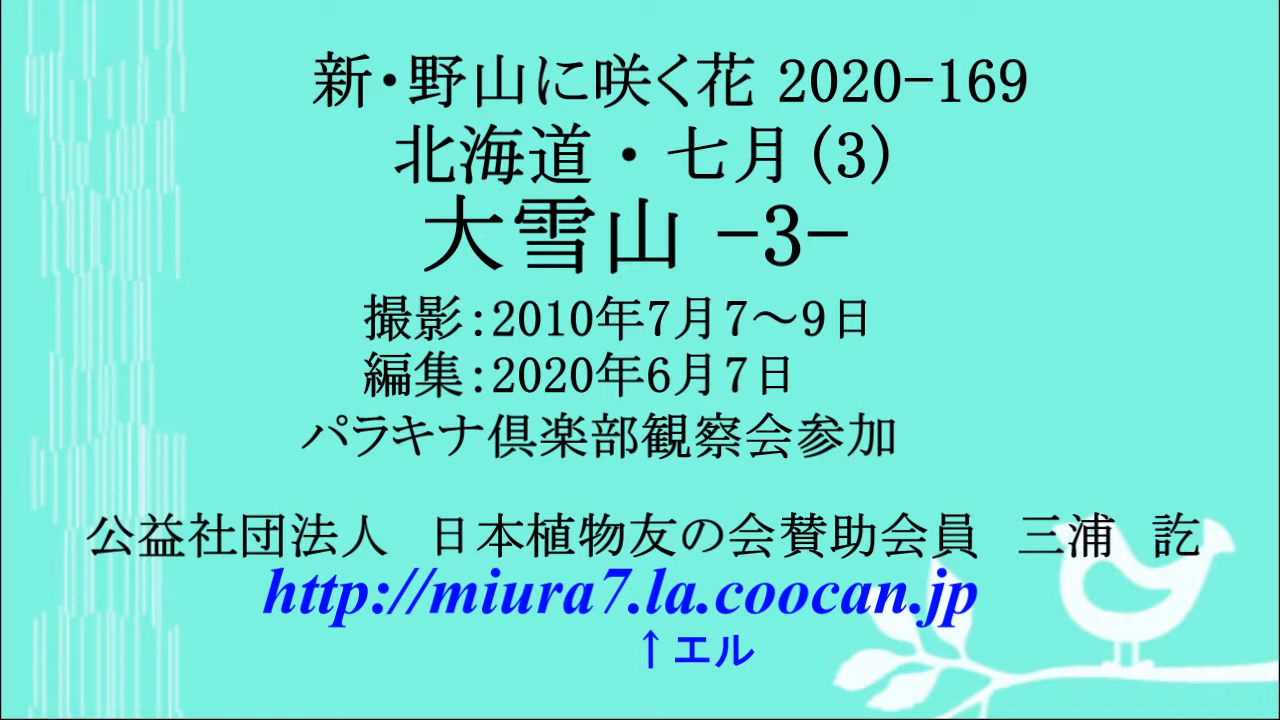 新・野山に咲く花 2020-169
北海道・七月(3)
大雪山 -3-
撮影:2010年7月7～9日
編集:2020年6月7日
パラキナ倶楽部観察会参加
公益社団法人　日本植物友の会賛助会員　三浦　訖
http://miura7.la.coocan.jp
↑エル